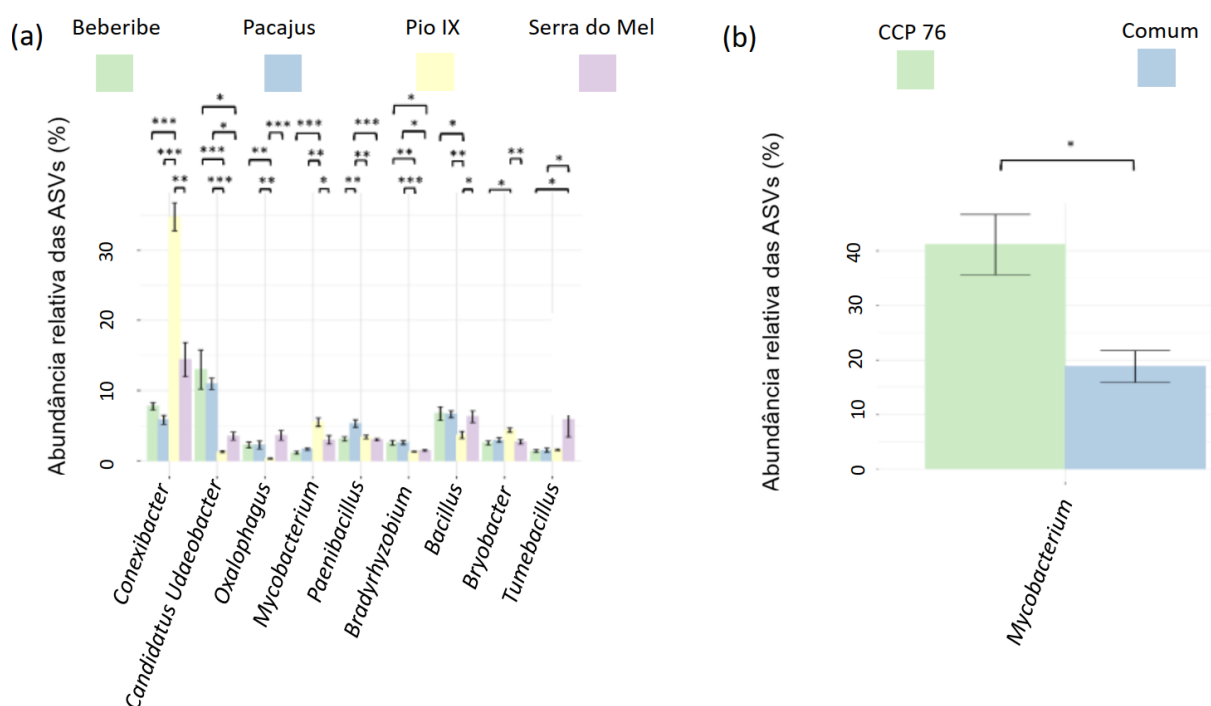 (a)
Beberibe Pacajus Pio IX Serra do Mel
Abundância relativa das ASVs (%)
* *** *** *** * *
*** * ** *** *** * ** ** *** ** * ** *
*** *** ** ** ** * ** *** * * *
30
20
10
0
Conexibacter
Candidatus Udaeobacter
Oxalophagus
Mycobacterium
Paenibacillus
Bradyrhyzobium
Bacillus
Bryobacter
Tumebacillus
(b)
CCP 76 Comum
Abundância relativa das ASVs (%)
*
40
30
20
10
0
Mycobacterium